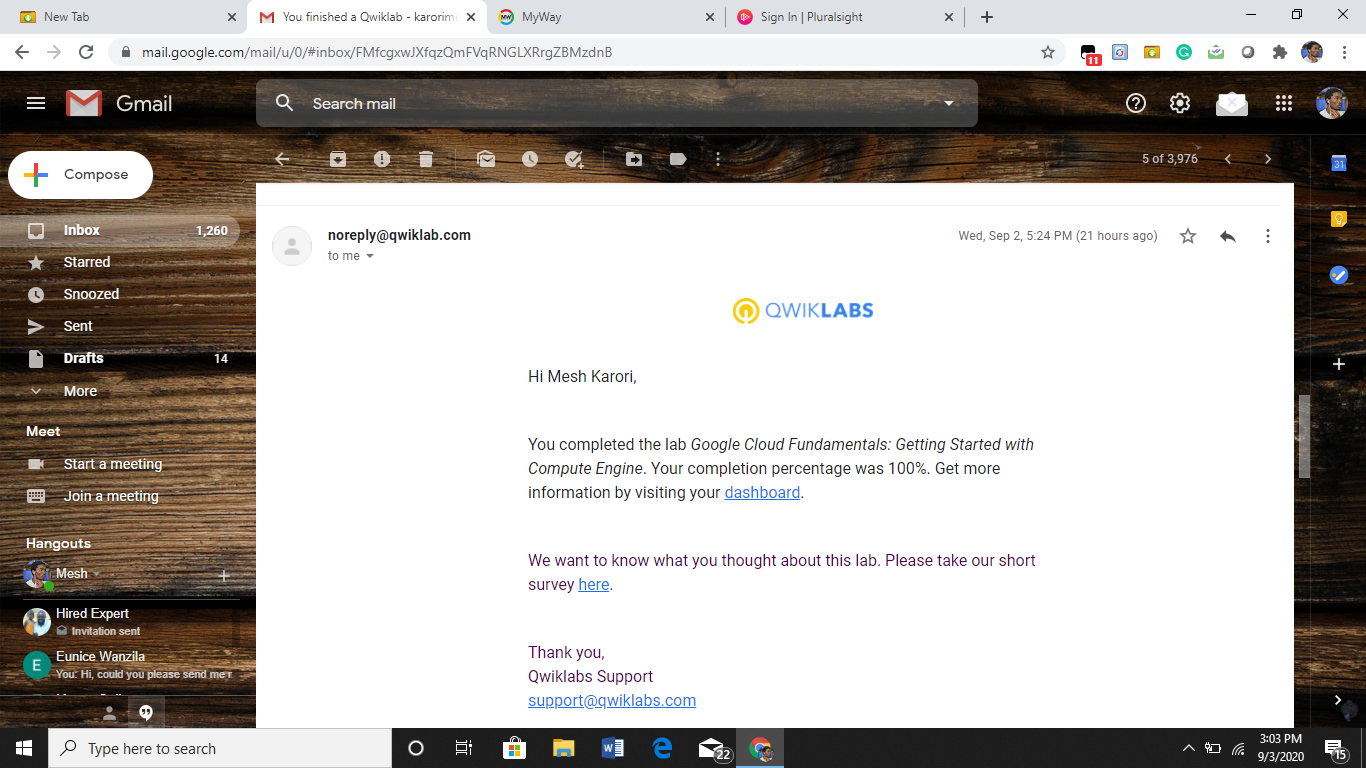 New Tab
You finished a Qwiklab - karorime
MyWay
Sign In | Pluralsight
mail.google.com/mail/u/0/#inbox/FMfcgxwJXfqzQmFVqRNGLXRrgZBMzdnB
11
Gmail
Search mail
Compose
5 of 3,976
31
Inbox 1,260
Starred
Snoozed
Sent
Drafts 14
More
Meet
Start a meeting
Join a meeting
Hangouts
Mesh
Hired Expert
Invitation sent
E
Eunice Wanzila
You: Hi, could you please send me r
noreply@qwiklab.com
Wed, Sep 2, 5:24 PM (21 hours ago)
to me
QWIKLABS
Hi Mesh Karori,
You completed the lab Google Cloud Fundamentals: Getting Started with
Compute Engine. Your completion percentage was 100%. Get more
information by visiting your dashboard.
We want to know what you thought about this lab. Please take our short
survey here.
Thank you,
Qwiklabs Support
support@qwiklabs.com
Type here to search
22
3:03 PM
9/3/2020
15